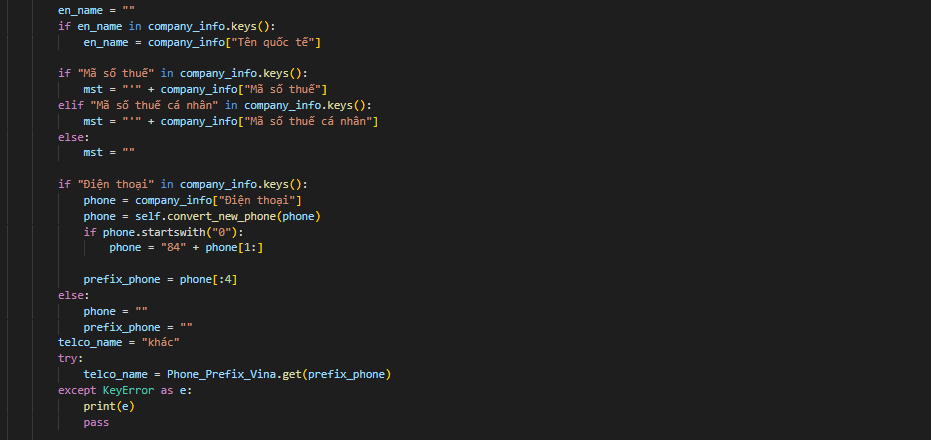 en_name = ""
if en_name in company_info.keys():
en_name = company_info["Tên quốc tế"]
if "Mã số thuế" in company_info.keys():
mst = "'" + company_info["Mã số thuế"]
elif "Mã số thuế cá nhân" in company_info.keys():
mst = "'" + company_info["Mã số thuế cá nhân"]
else:
mst = ""
if "Điện thoại" in company_info.keys():
phone = company_info["Điện thoại"]
phone = self.convert_new_phone(phone)
if phone.startswith("0"):
phone = "84" + phone[1:]
prefix_phone = phone[:4]
else:
phone = ""
prefix_phone = ""
telco_name = "khác"
try:
telco_name = Phone_Prefix_Vina.get(prefix_phone)
except KeyError as e:
print(e)
pass